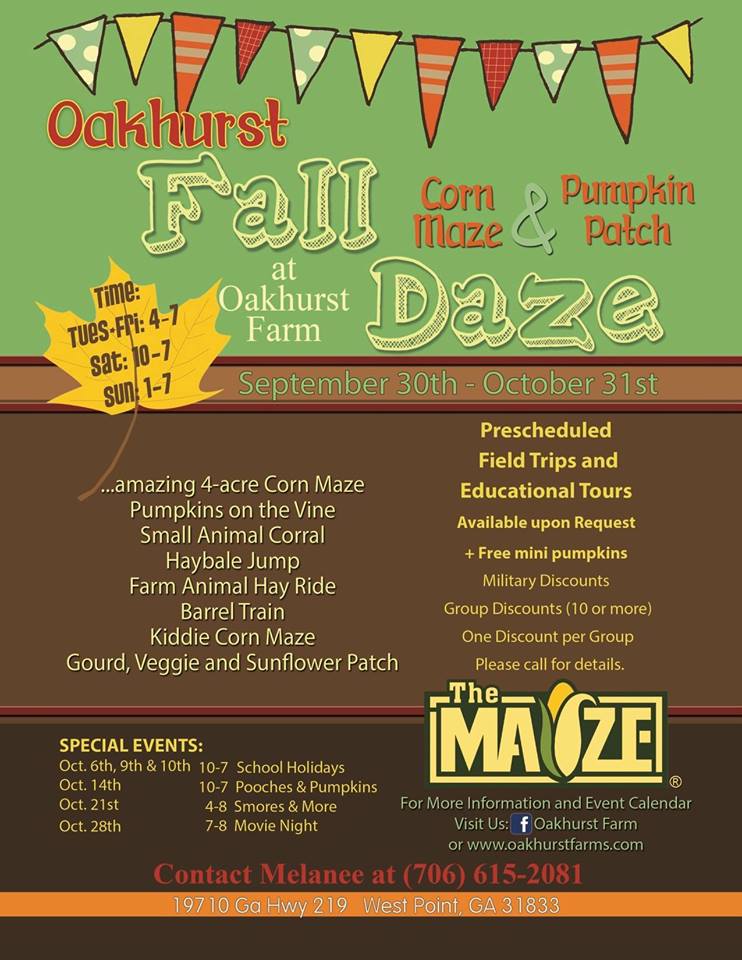 Oakhurst
Fall
Corn Maze & Pumpkin Patch
at
Oakhurst
Farm
Daze
Time:
Tues-Fri: 4-7
Sat: 10-7
Sun: 1-7
September 30th - October 31st
...amazing 4-acre Corn Maze
Pumpkins on the Vine
Small Animal Corral
Haybale Jump
Farm Animal Hay Ride
Barrel Train
Kiddie Corn Maze
Gourd, Veggie and Sunflower Patch
Prescheduled
Field Trips and
Educational Tours
Available upon Request
+ Free mini pumpkins
Military Discounts
Group Discounts (10 or more)
One Discount per Group
Please call for details.
The
MAiZE ®
SPECIAL EVENTS:
Oct. 6th, 9th & 10th 10-7 School Holidays
Oct. 14th 10-7 Pooches & Pumpkins
Oct. 21st 4-8 Smores & More
Oct. 28th 7-8 Movie Night
For More Information and Event Calendar
Visit Us: f Oakhurst Farm
or www.oakhurstfarms.com
Contact Melanee at (706) 615-2081
19710 Ga Hwy 219 West Point, GA 31833